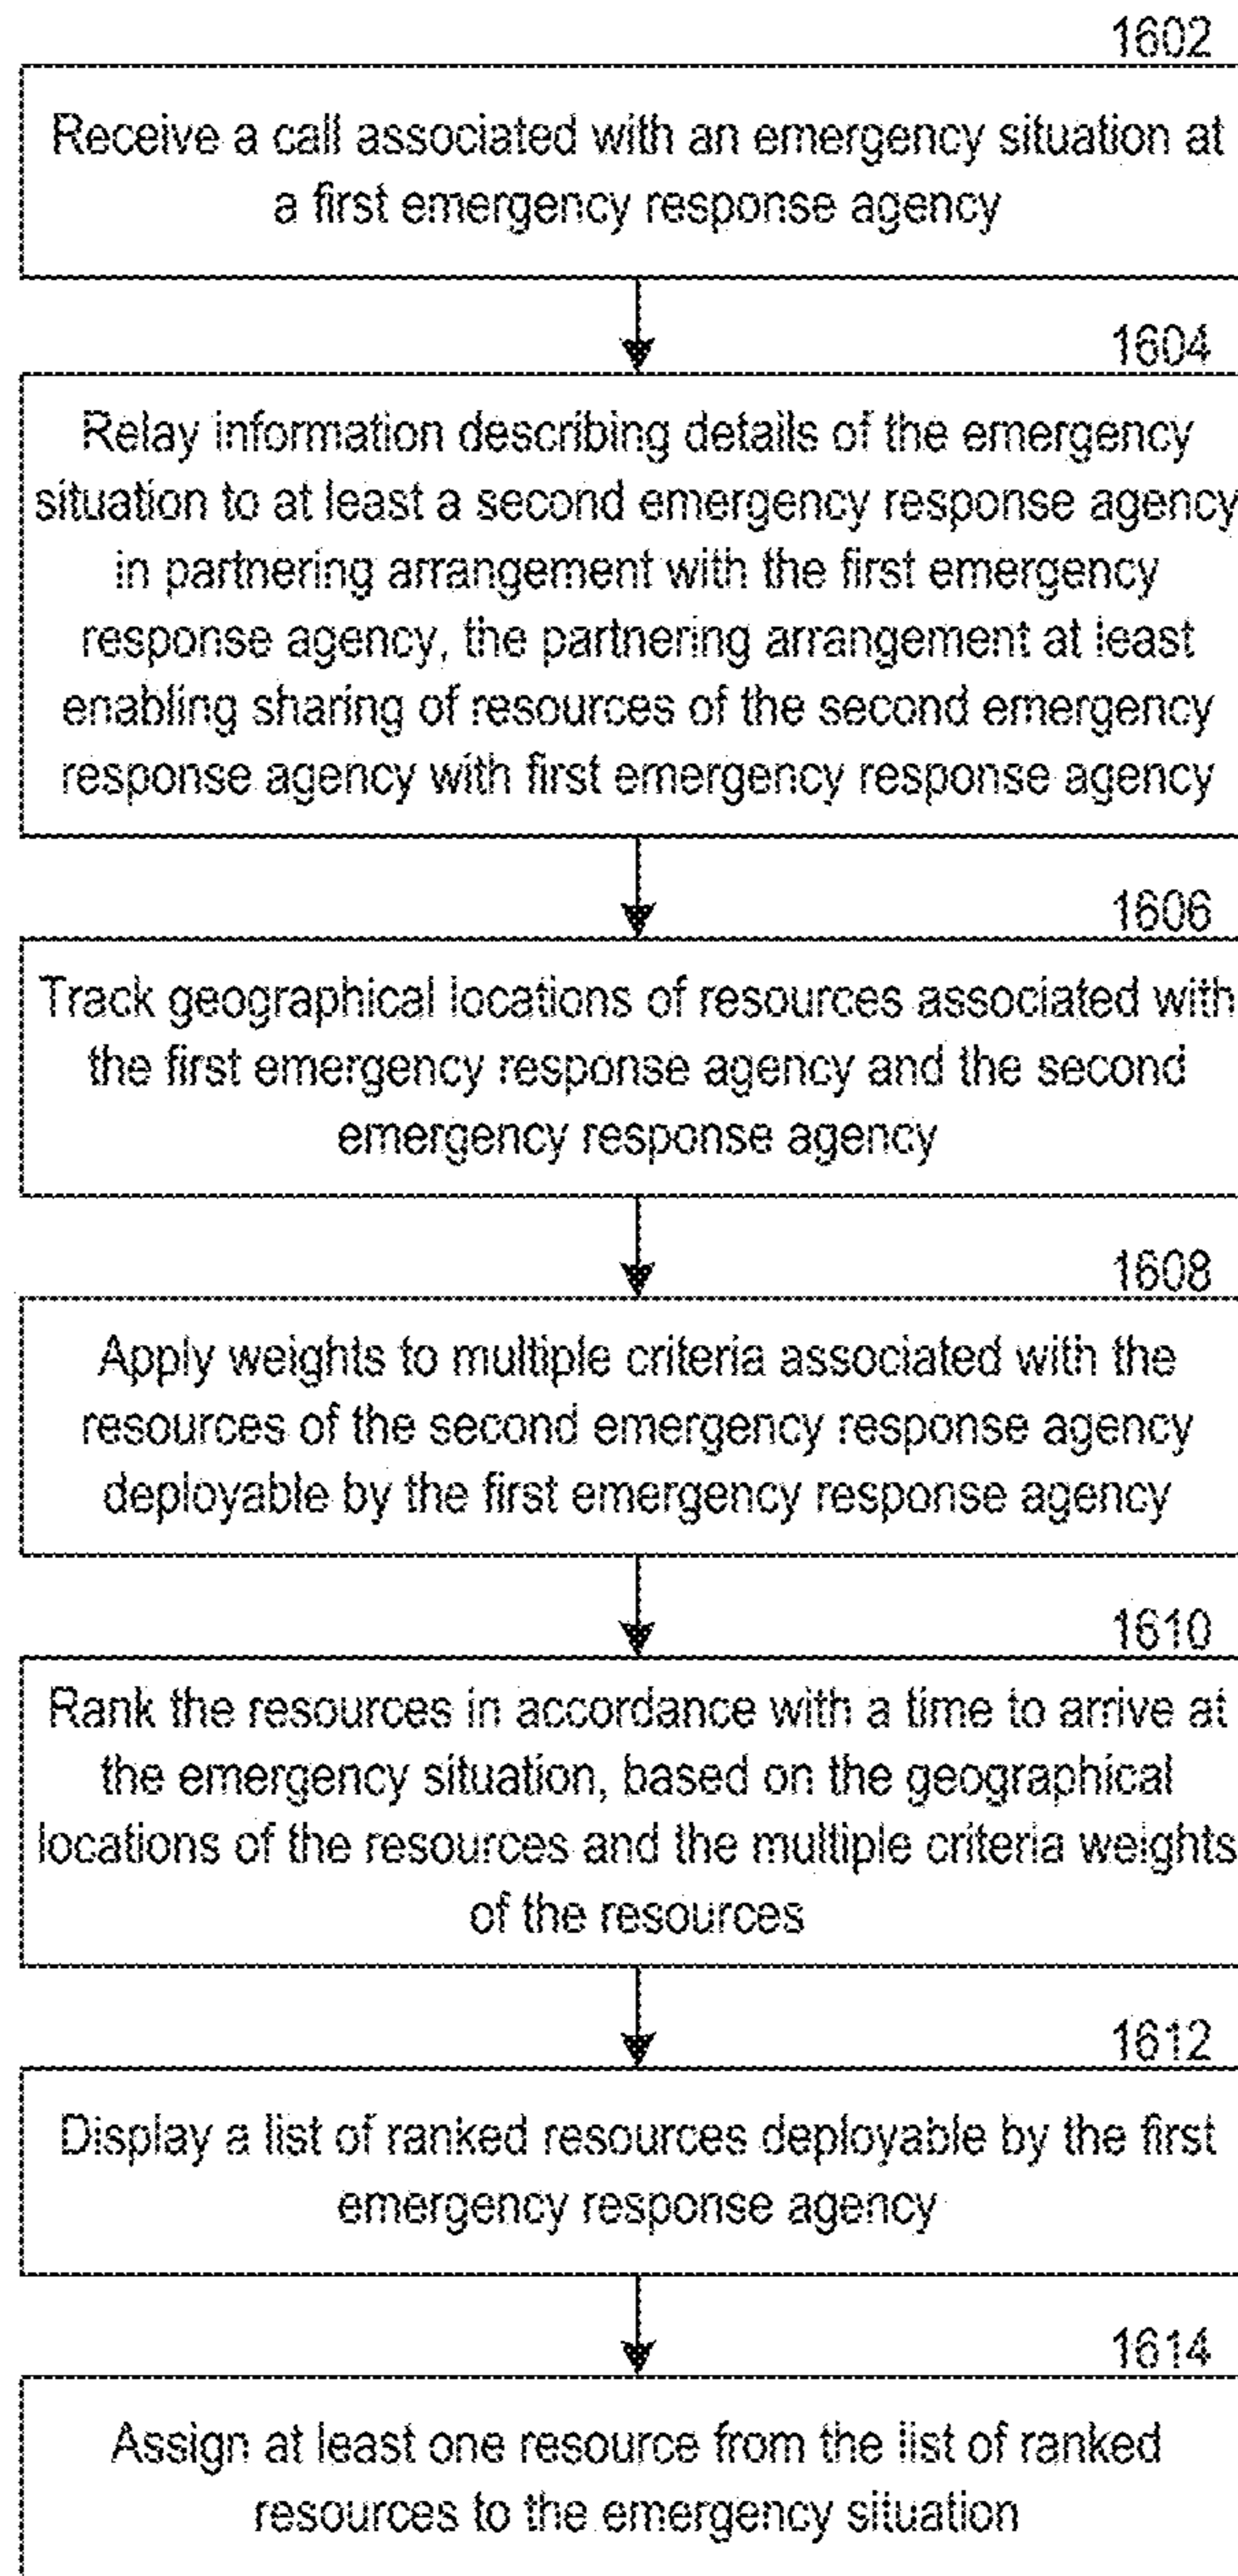 1602
Receive a call associated with an emergency situation at
a first emergency response agency
1604
Relay information describing details of the emergency
situation to at least a second emergency response agency
in partnering arrangement with the first emergency
response agency, the partnering arrangement at least
enabling sharing of resources of the second emergency
response agency with first emergency response agency
1606
Track geographical locations of resources associated with
the first emergency response agency and the second
emergency response agency
1608
Apply weights to multiple criteria associated with the
resources of the second emergency response agency
deployable by the first emergency response agency
1610
Rank the resources in accordance with a time to arrive at
the emergency situation, based on the geographical
locations of the resources and the multiple criteria weights
of the resources
1612
Display a list of ranked resources deployable by the first
emergency response agency
1614
Assign at least one resource from the list of ranked
resources to the emergency situation